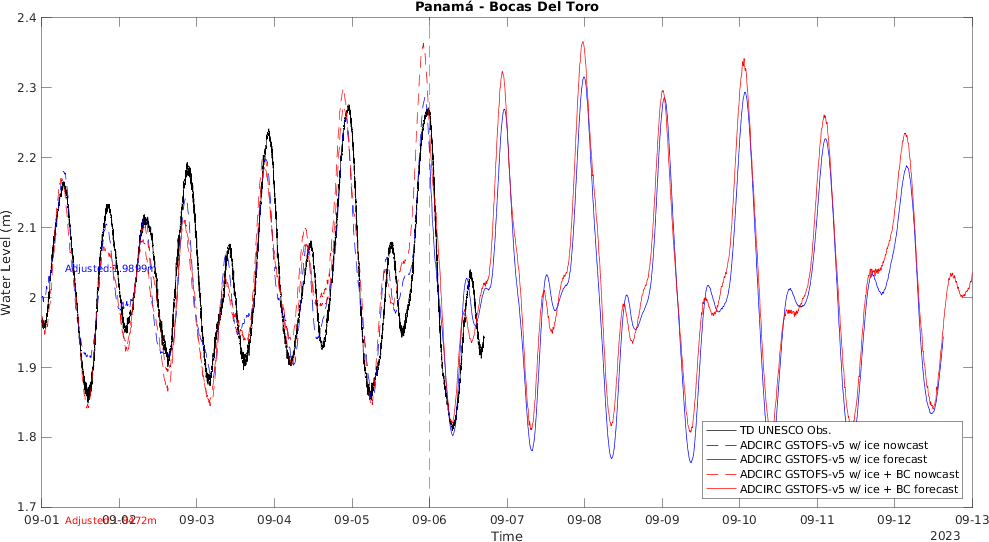 Panamá - Bocas Del Toro
2.4
2.3
2.2
2.1
2
1.9
1.8
1.7
Water Level (m)
TD UNESCO Obs.
ADCIRC GSTOFS-v5 w/ ice nowcast
ADCIRC GSTOFS-v5 w/ ice forecast
ADCIRC GSTOFS-v5 w/ ice + BC nowcast
ADCIRC GSTOFS-v5 w/ ice + BC forecast
09-01 09-02 09-03 09-04 09-05 09-06 09-07 09-08 09-09 09-10 09-11 09-12 09-13
Time
2023